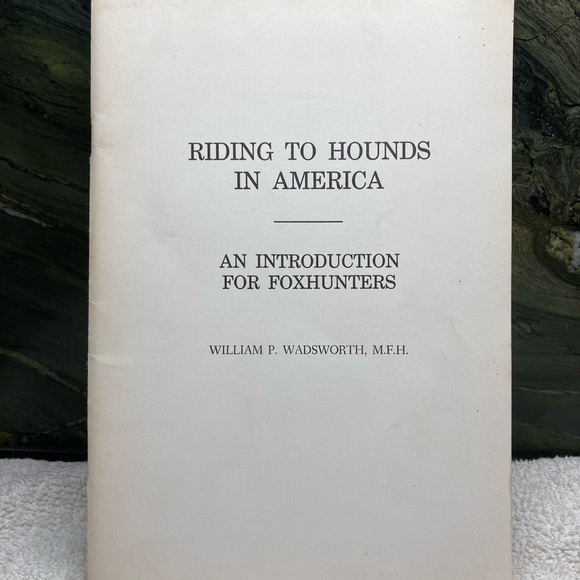 RIDING TO HOUNDS
IN AMERICA
AN INTRODUCTION
FOR FOXHUNTERS
WILLIAM P. WADSWORTH, M.F.H.